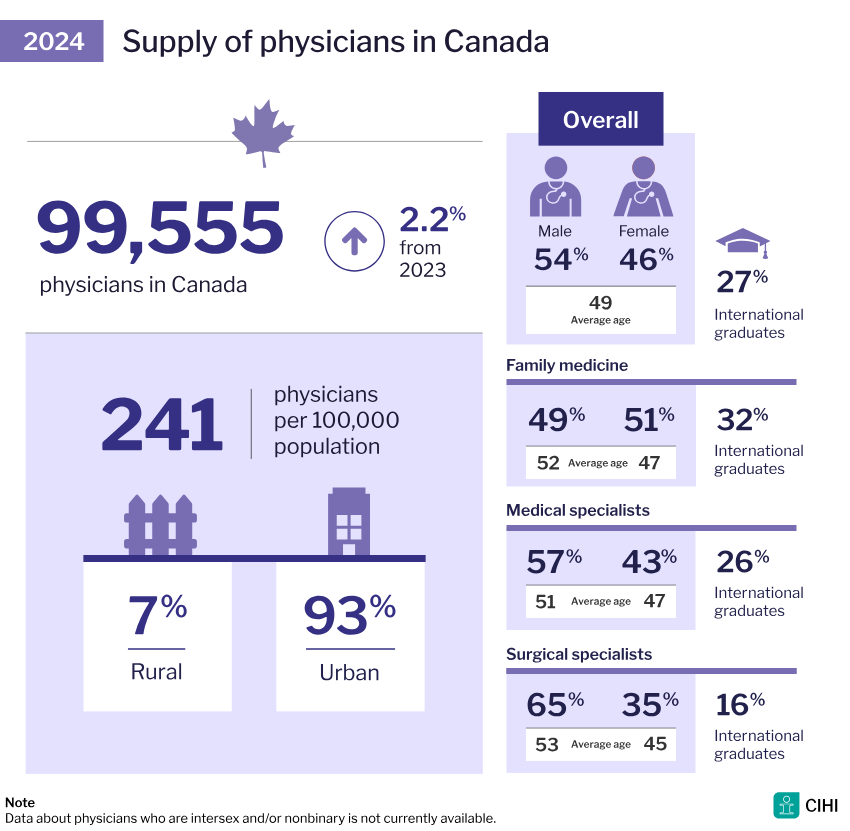 2024
Supply of physicians in Canada
99,555
physicians in Canada
2.2%
from
2023
241
physicians
per 100,000
population
7%
Rural
93%
Urban
Overall
Male
Female
54%
46%
49
Average age
27%
International
graduates
Family medicine
49% 51%
52 Average age 47
32%
International
graduates
Medical specialists
57% 43%
51 Average age 47
26%
International
graduates
Surgical specialists
65% 35%
53 Average age 45
16%
International
graduates
Note
Data about physicians who are intersex and/or nonbinary is not currently available.
CIHI